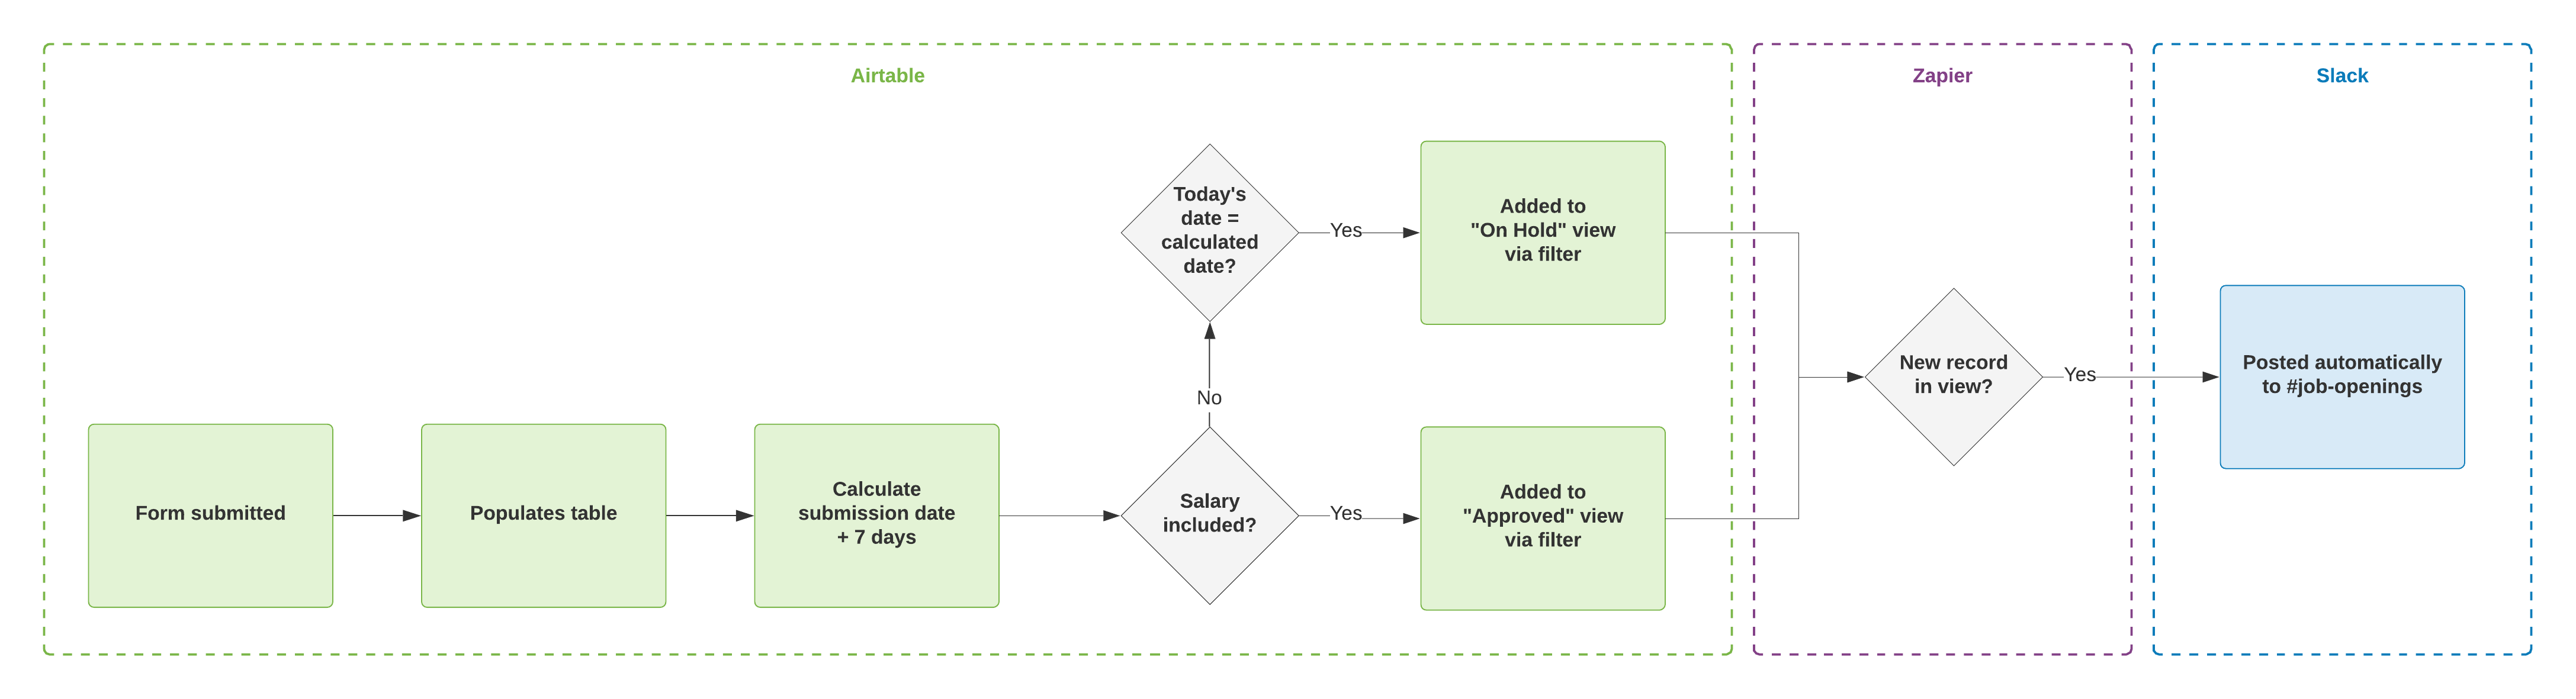 Airtable
Zapier
Slack
Today's
date =
calculated
date?
Yes
Added to
"On Hold" view
via filter
No
New record
in view?
Yes
Posted automatically
to #job-openings
Form submitted
Populates table
Calculate
submission date
+ 7 days
Salary
included?
Yes
Added to
"Approved" view
via filter